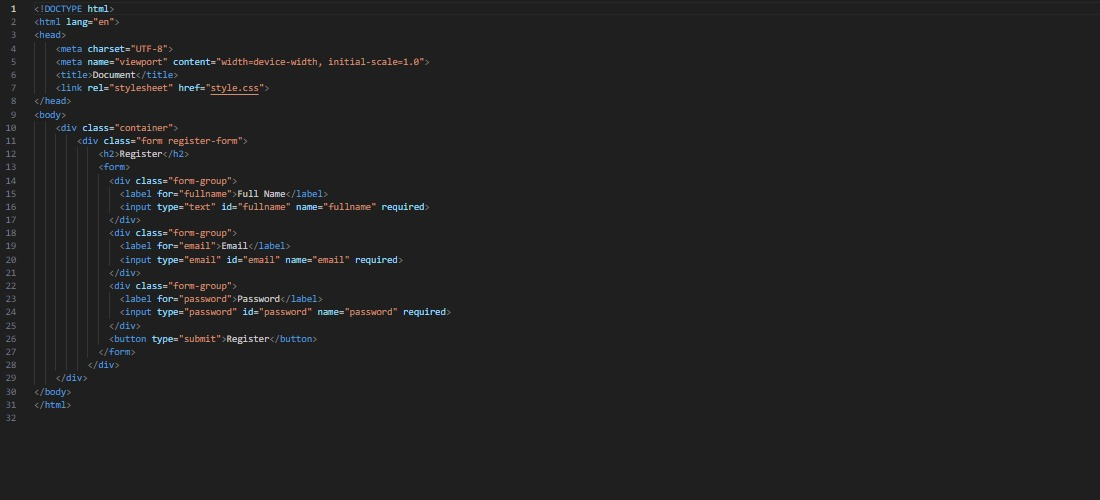 1 <!DOCTYPE html>
2 <html lang="en">
3 <head>
4     <meta charset="UTF-8">
5     <meta name="viewport" content="width=device-width, initial-scale=1.0">
6     <title>Document</title>
7     <link rel="stylesheet" href="style.css">
8 </head>
9 <body>
10     <div class="container">
11         <div class="form register-form">
12             <h2>Register</h2>
13             <form>
14               <div class="form-group">
15                 <label for="fullname">Full Name</label>
16                 <input type="text" id="fullname" name="fullname" required>
17               </div>
18               <div class="form-group">
19                 <label for="email">Email</label>
20                 <input type="email" id="email" name="email" required>
21               </div>
22               <div class="form-group">
23                 <label for="password">Password</label>
24                 <input type="password" id="password" name="password" required>
25               </div>
26               <button type="submit">Register</button>
27             </form>
28           </div>
29     </div>
30 </body>
31 </html>
32